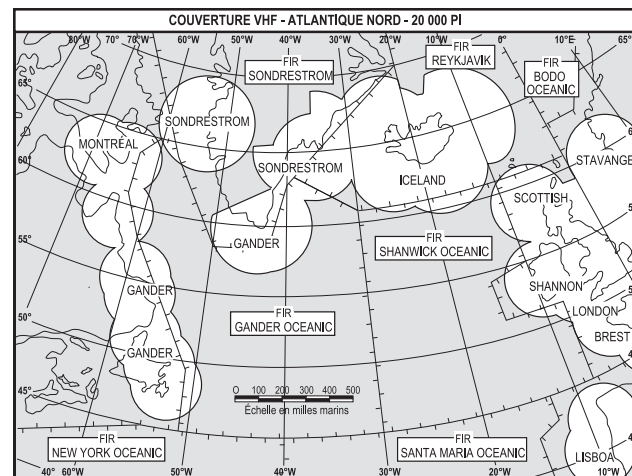 COUVERTURE VHF - ATLANTIQUE NORD - 20 000 PI
80°W 70°W 60°W 50°W 40°W 30°W 20°W 10°W 0° 10°E 65°
FIR
SONDRESTROM
FIR
REYKJAVIK
FIR
BODO
OCEANIC
65°
SONDRESTROM
MONTRÉAL
60°
SONDRESTROM
ICELAND
STAVANGE
SCOTTISH
55°
GANDER
FIR
SHANWICK OCEANIC
GANDER
SHANNON
LONDON
BREST
50°
FIR
GANDER OCEANIC
GANDER
45°
0 100 200 300 400 500
Échelle en milles marins
FIR
NEW YORK OCEANIC
FIR
SANTA MARIA OCEANIC
LISBOA
40° 60°W 50°W 40°W 30°W 20°W 10°W